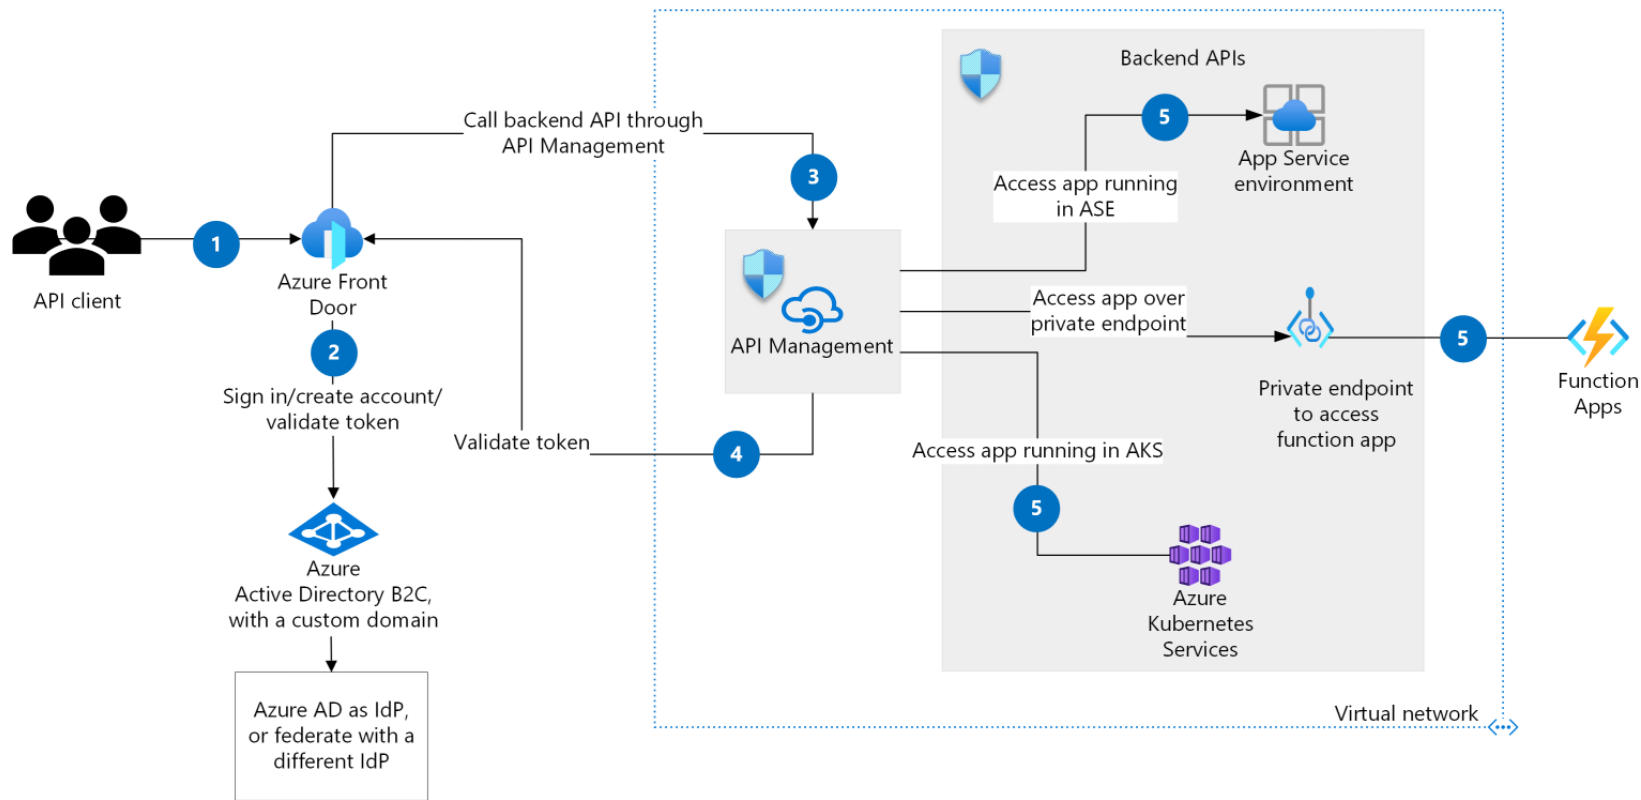 Backend APIs
Call backend API through
API Management
5
App Service
environment
3
Access app running
in ASE
1
API client
Azure Front
Door
2
Access app over
private endpoint
API Management
5
Function
Apps
Sign in/create account/
validate token
Private endpoint
to access
function app
Validate token
4
Access app running in AKS
5
Azure
Active Directory B2C,
with a custom domain
Azure
Kubernetes
Services
Azure AD as IdP,
or federate with a
different IdP
Virtual network